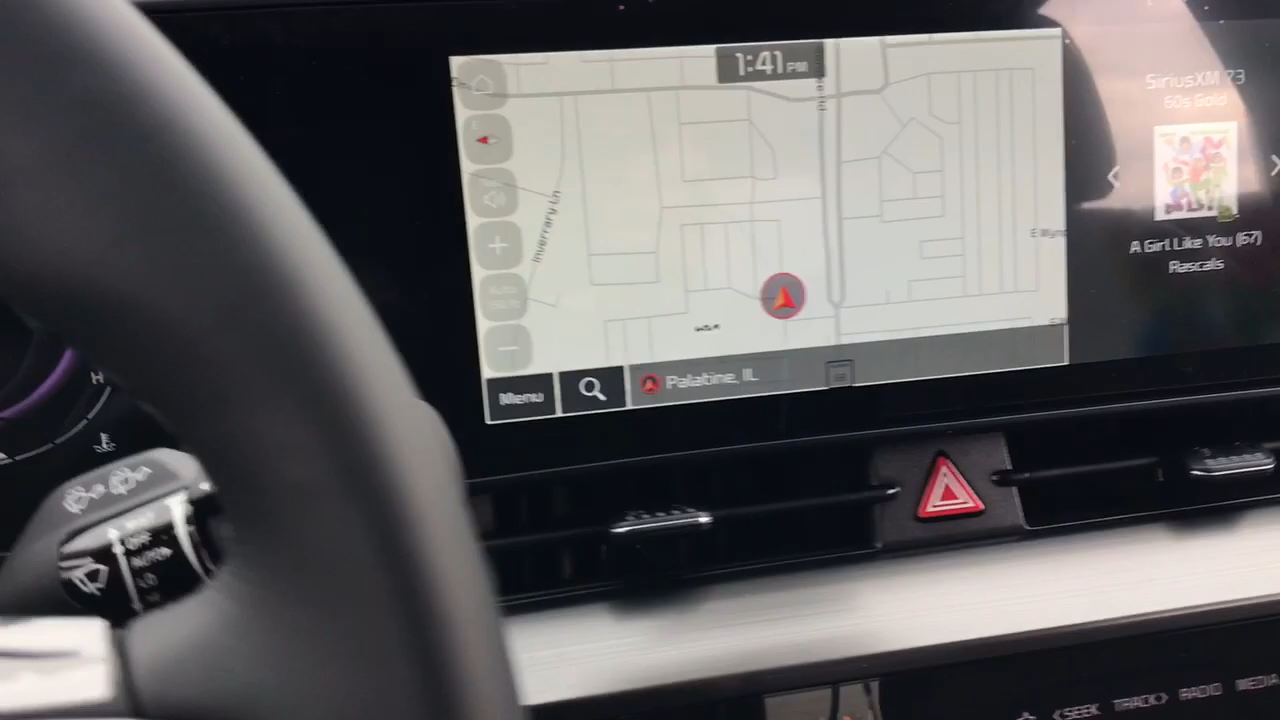 1:41 PM
SiriusXM 73
60s Gold
Inverrary Ln
A Girl Like You (67)
Rascals
Menu
Palatine, IL
H
OFF
AUTO
LO
<SEEK TRACK> RADIO MEDIA